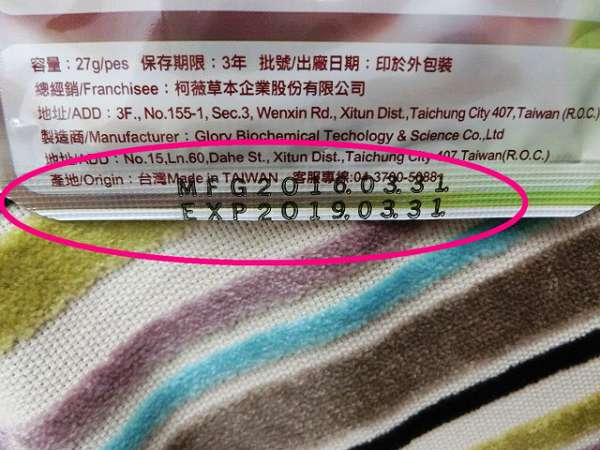 容量：27g/pes 保存期限：3年 批號/出廠日期：印於外包裝
總經銷/Franchisee：柯薇草本企業股份有限公司
地址/ADD：3F., No.155-1, Sec.3, Wenxin Rd., Xitun Dist.,Taichung City 407,Taiwan (R.O.C.)
製造商/Manufacturer：Glory Biochemical Techology & Science Co.,Ltd
地址/ADD：No.15,Ln.60,Dahe St., Xitun Dist.,Taichung City 407,Taiwan(R.O.C.)
產地/Origin：台灣Made in TAIWAN 客服專線:04-3700-5088
MFG2016.03.31.
EXP2019.03.31.